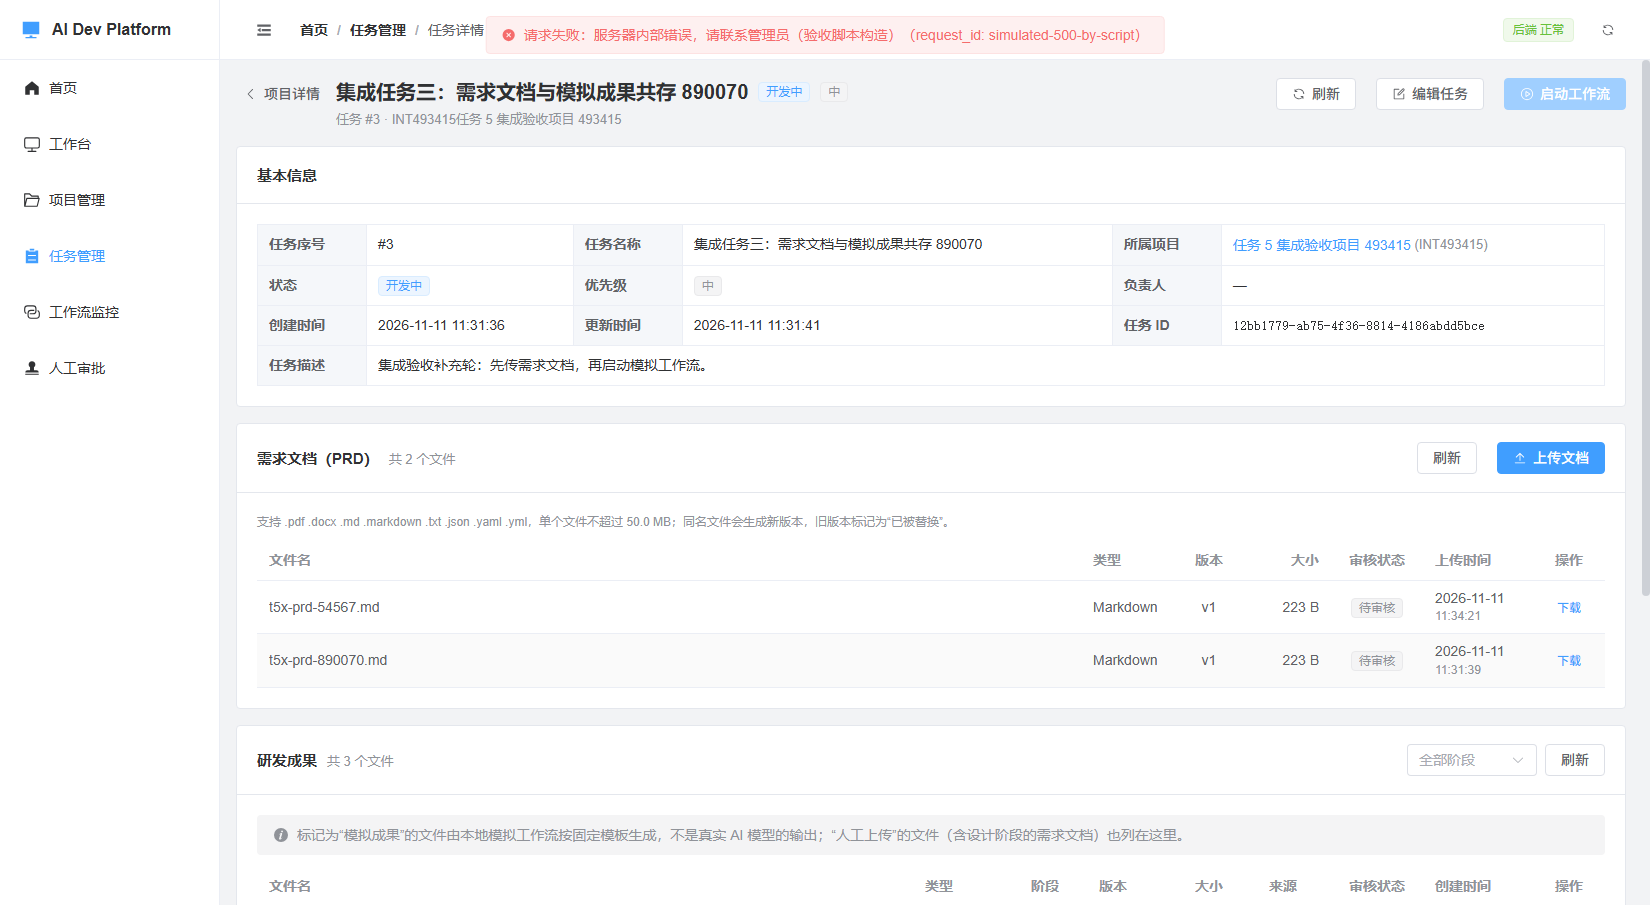 AI Dev Platform
首页 / 任务管理 / 任务详情
请求失败：服务器内部错误，请联系管理员（验收脚本构造）（request_id: simulated-500-by-script）
后端 正常
首页
工作台
项目管理
任务管理
工作流监控
人工审批
项目详情
集成任务三：需求文档与模拟成果共存 890070
开发中
中
任务 #3 · INT493415任务 5 集成验收项目 493415
刷新
编辑任务
启动工作流
基本信息
任务序号 #3 任务名称 集成任务三：需求文档与模拟成果共存 890070 所属项目 任务 5 集成验收项目 493415 (INT493415)
状态 开发中 优先级 中 负责人 —
创建时间 2026-11-11 11:31:36 更新时间 2026-11-11 11:31:41 任务 ID 12bb1779-ab75-4f36-8814-4186abdd5bce
任务描述 集成验收补充轮：先传需求文档，再启动模拟工作流。
需求文档（PRD） 共 2 个文件
刷新
上传文档
支持 .pdf .docx .md .markdown .txt .json .yaml .yml，单个文件不超过 50.0 MB；同名文件会生成新版本，旧版本标记为“已被替换”。
文件名 类型 版本 大小 审核状态 上传时间 操作
t5x-prd-54567.md Markdown v1 223 B 待审核 2026-11-11 11:34:21 下载
t5x-prd-890070.md Markdown v1 223 B 待审核 2026-11-11 11:31:39 下载
研发成果 共 3 个文件
全部阶段
刷新
标记为“模拟成果”的文件由本地模拟工作流按固定模板生成，不是真实 AI 模型的输出；“人工上传”的文件（含设计阶段的需求文档）也列在这里。
文件名 类型 阶段 版本 大小 来源 审核状态 创建时间 操作